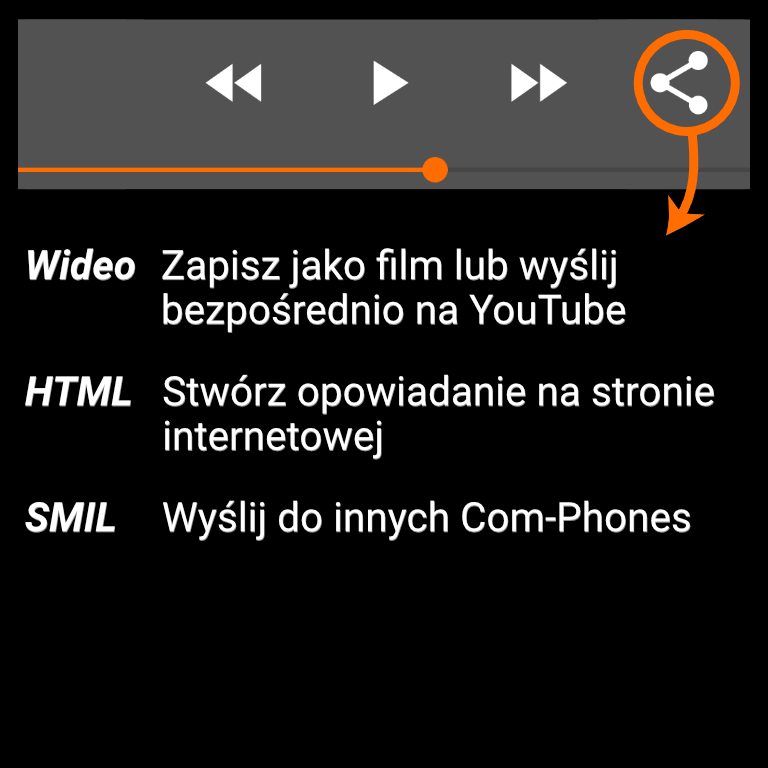 Wideo Zapisz jako film lub wyślij
bezpośrednio na YouTube
HTML Stwórz opowiadanie na stronie
internetowej
SMIL Wyślij do innych Com-Phones